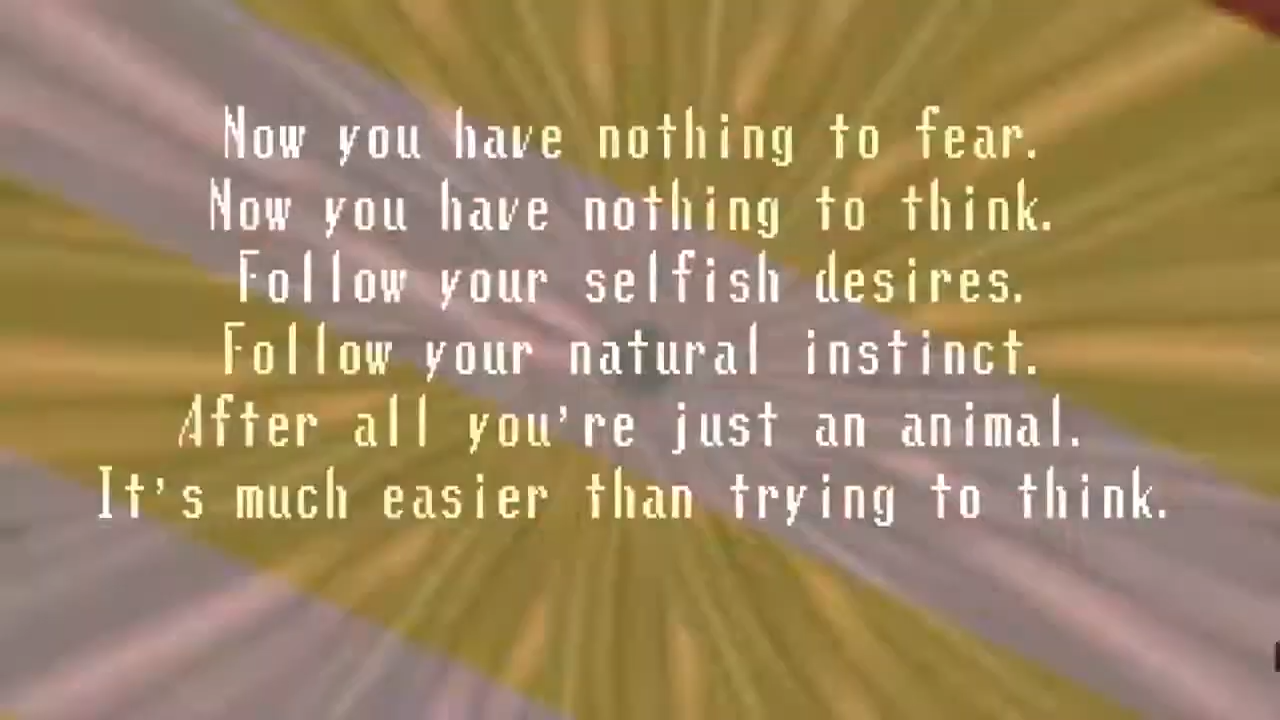 Now you have nothing to fear.
Now you have nothing to think.
Follow your selfish desires.
Follow your natural instinct.
After all you're just an animal.
It's much easier than trying to think.